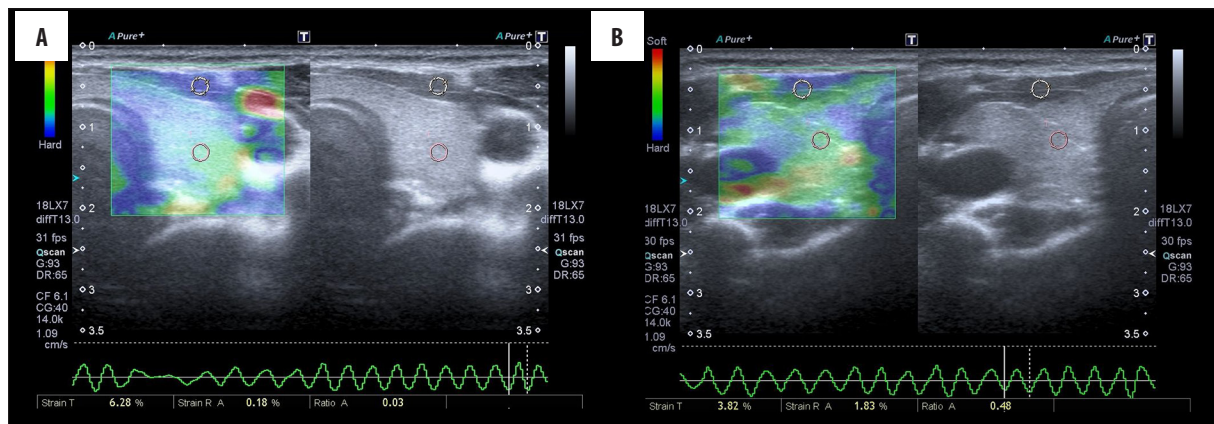 A
A Pure+
T
A Pure+ T
0
0
Hard
1
1
18LX7
diffT13.0
31 fps
Qscan
G:93
DR:65
CF 6.1
CG:40
14.0k
1.09
cm/s
2
2
3
3
3.5
3.5
18LX7
diffT13.0
31 fps
Qscan
G:93
DR:65
Strain T 6.28 % Strain R A 0.18 % Ratio A 0.03
B
A Pure+
T
A Pure+ T
Soft
0
0
Hard
1
1
18LX7
diffT13.0
30 fps
Qscan
G:93
DR:65
CF 6.1
CG:40
14.0k
1.09
cm/s
2
2
3
3
3.5
3.5
18LX7
diffT13.0
30 fps
Qscan
G:93
DR:65
Strain T 3.82 % Strain R A 1.83 % Ratio A 0.48